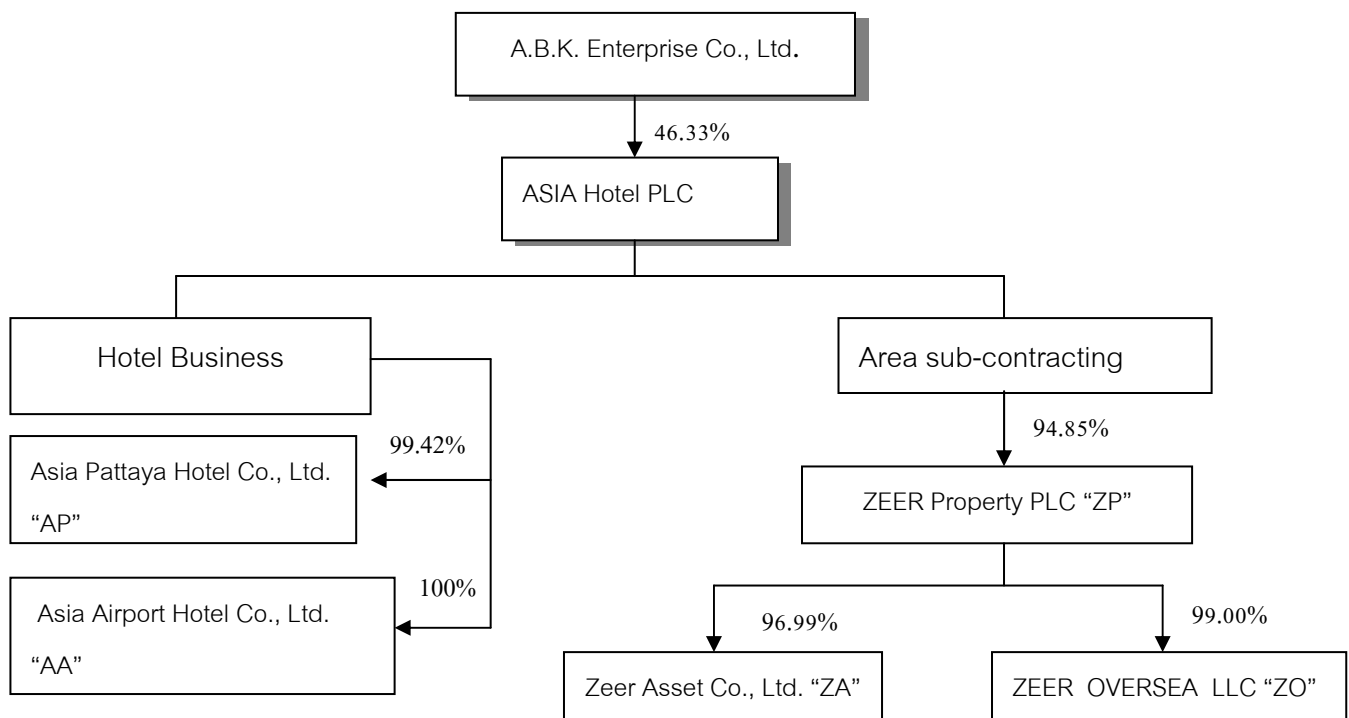 A.B.K. Enterprise Co., Ltd.
46.33%
ASIA Hotel PLC
Hotel Business
Area sub-contracting
99.42%
94.85%
Asia Pattaya Hotel Co., Ltd.
“AP”
ZEER Property PLC “ZP”
100%
Asia Airport Hotel Co., Ltd.
“AA”
96.99%
99.00%
Zeer Asset Co., Ltd. “ZA”
ZEER OVERSEA LLC “ZO”